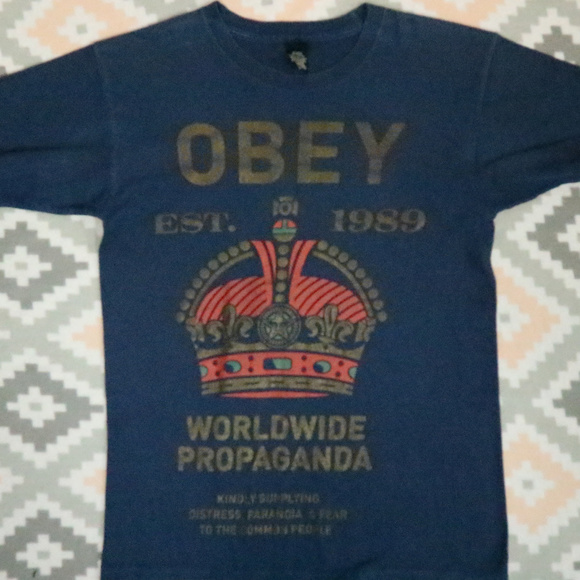 OBEY
EST. 1989
WORLDWIDE
PROPAGANDA
KINDLY SUPPLYING
DISTRESS, PARANOIA & FEAR
TO THE COMMON PEOPLE